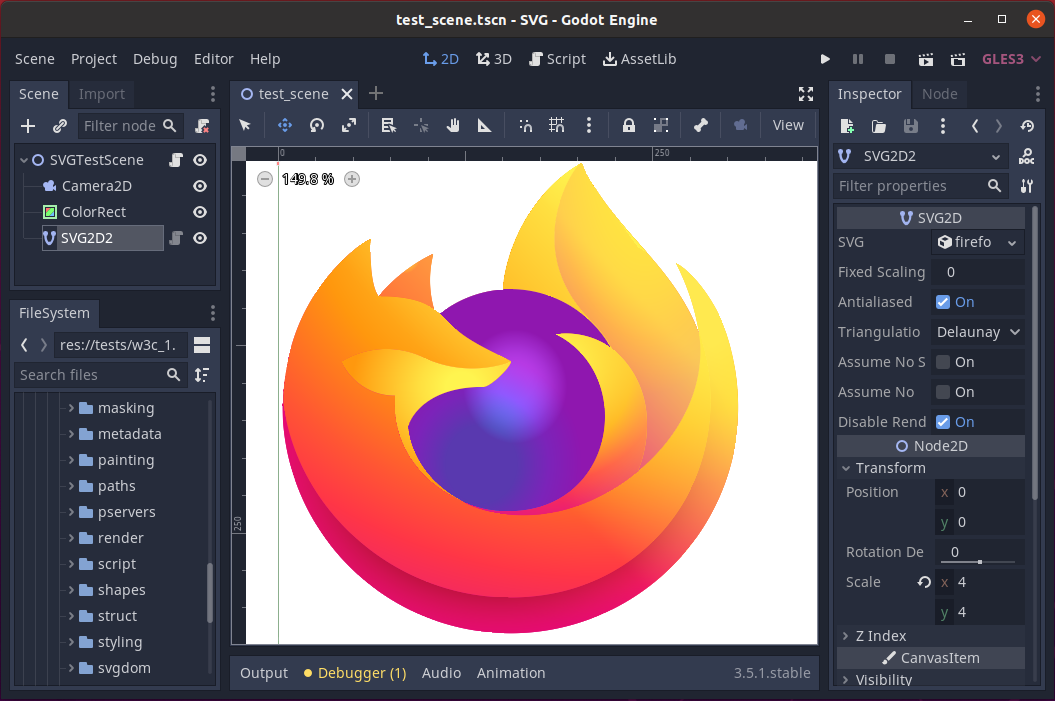 test_scene.tscn - SVG - Godot Engine
Scene Project Debug Editor Help 2D 3D Script AssetLib GLES3
Scene Import
test_scene
Inspector Node
Filter node
View
SVGTestScene
Camera2D
ColorRect
SVG2D2
0 250
149.8 %
250
SVG2D2
Filter properties
SVG2D
SVG firefo
Fixed Scaling 0
Antialiased On
Triangulatio Delaunay
Assume No S On
Assume No On
Disable Rend On
Node2D
Transform
Position x 0
y 0
Rotation De 0
Scale x 4
y 4
Z Index
CanvasItem
Visibility
FileSystem
res://tests/w3c_1.
Search files
masking
metadata
painting
paths
pservers
render
script
shapes
struct
styling
svgdom
Output Debugger (1) Audio Animation 3.5.1.stable